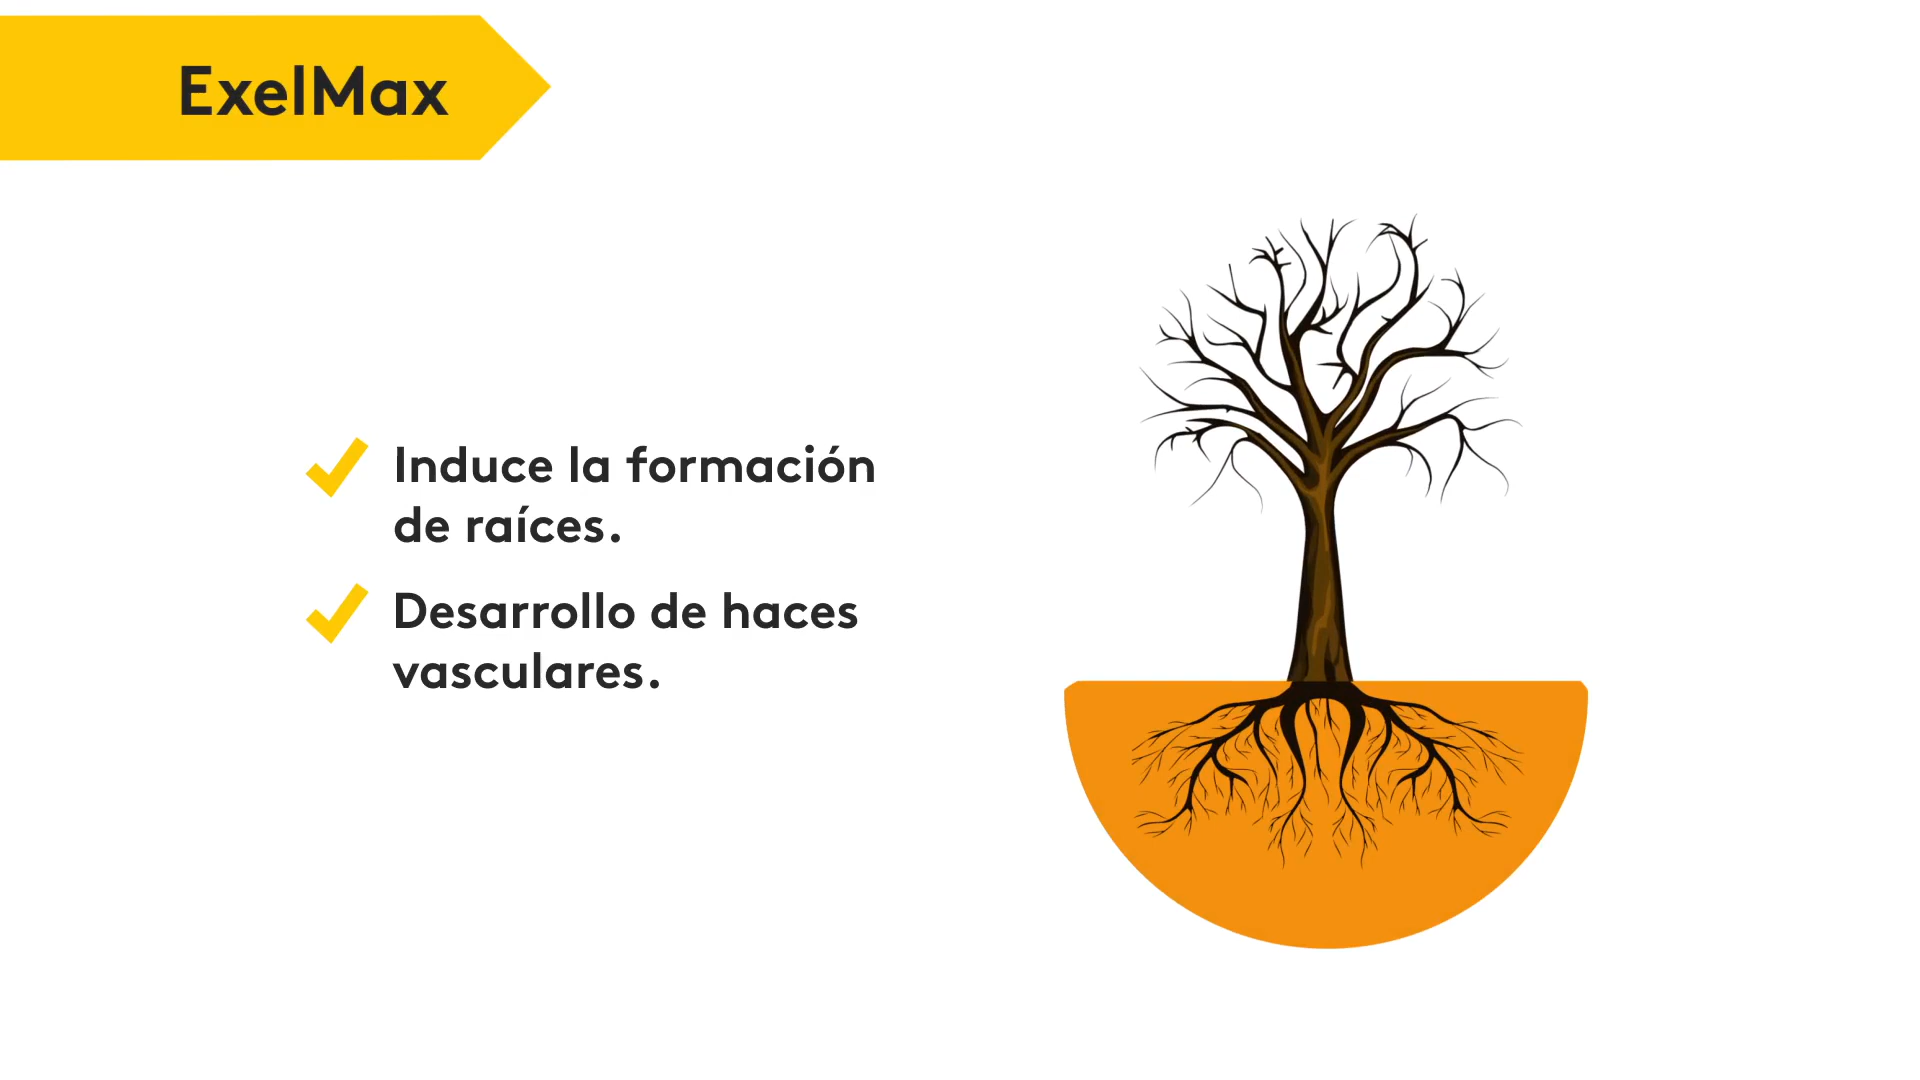 ExelMax
Induce la formación
de raíces.
Desarrollo de haces
vasculares.